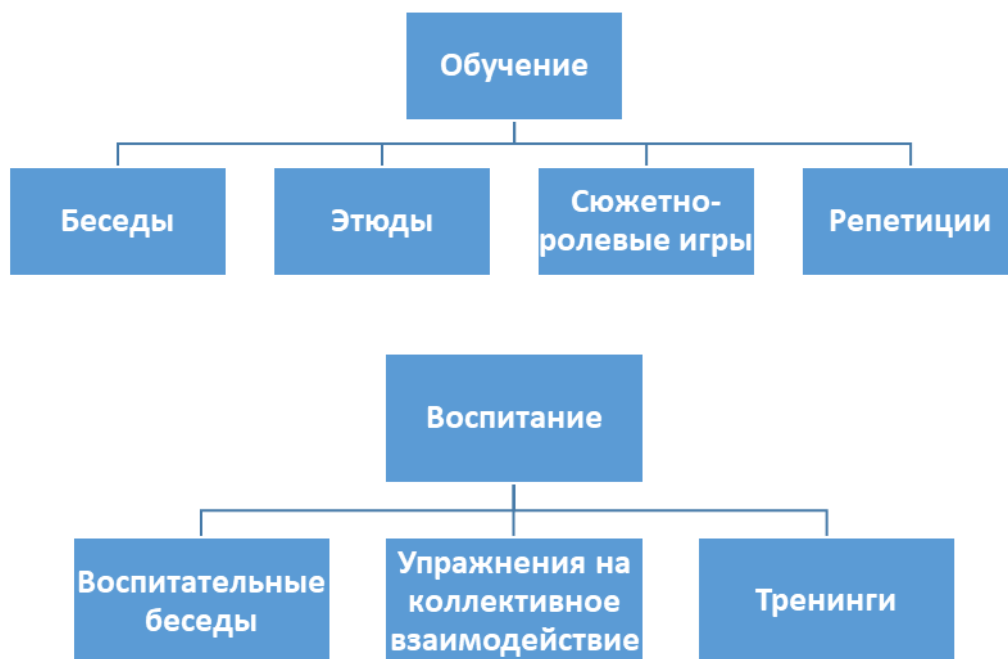 Обучение
Беседы
Этюды
Сюжетно-
ролевые игры
Репетиции
Воспитание
Воспитательные
беседы
Упражнения на
коллективное
взаимодействие
Тренинги